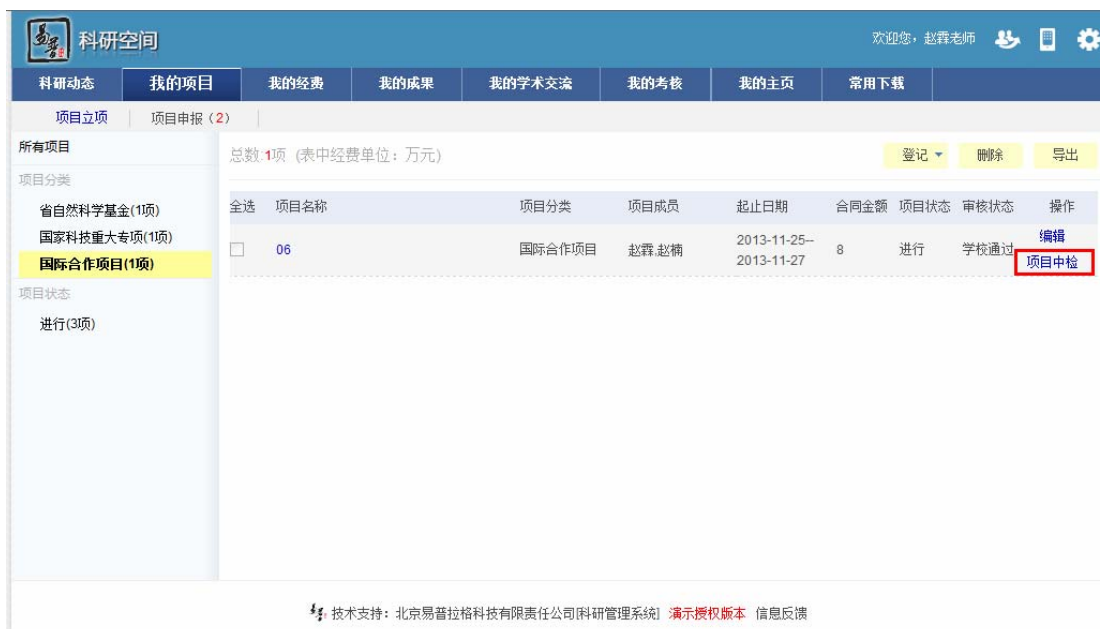 易普 科研空间 欢迎您，赵霖老师
科研动态 我的项目 我的经费 我的成果 我的学术交流 我的考核 我的主页 常用下载
项目立项 项目申报（2）
所有项目 总数:1项 (表中经费单位：万元) 登记 删除 导出
项目分类
全选 项目名称 项目分类 项目成员 起止日期 合同金额 项目状态 审核状态 操作
省自然科学基金(1项)
国家科技重大专项(1项)
国际合作项目(1项)
06 国际合作项目 赵霖,赵楠 2013-11-25--
2013-11-27 8 进行 学校通过 编辑
项目中检
项目状态
进行(3项)
技术支持：北京易普拉格科技有限责任公司[科研管理系统] 演示授权版本 信息反馈